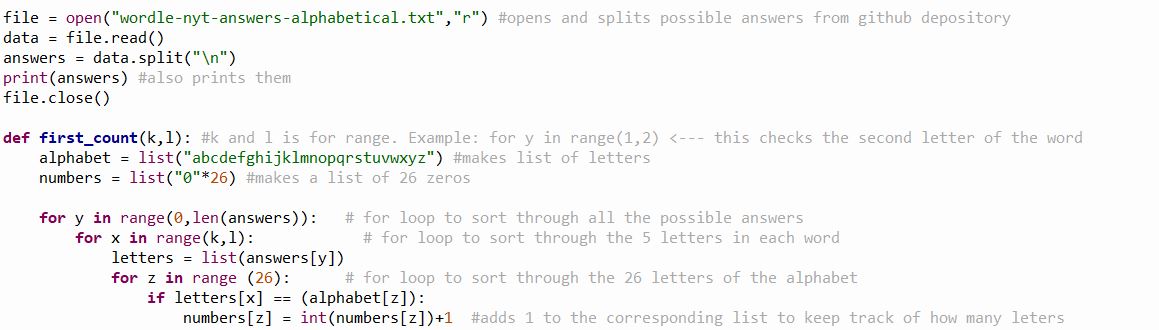 file = open("wordle-nyt-answers-alphabetical.txt","r") #opens and splits possible answers from github depository
data = file.read()
answers = data.split("\n")
print(answers) #also prints them
file.close()

def first_count(k,l): #k and l is for range. Example: for y in range(1,2) <--- this checks the second letter of the word
    alphabet = list("abcdefghijklmnopqrstuvwxyz") #makes list of letters
    numbers = list("0"*26) #makes a list of 26 zeros

    for y in range(0,len(answers)):   # for loop to sort through all the possible answers
        for x in range(k,l):            # for loop to sort through the 5 letters in each word
            letters = list(answers[y])
            for z in range (26):      # for loop to sort through the 26 letters of the alphabet
                if letters[x] == (alphabet[z]):
                    numbers[z] = int(numbers[z])+1  #adds 1 to the corresponding list to keep track of how many leters